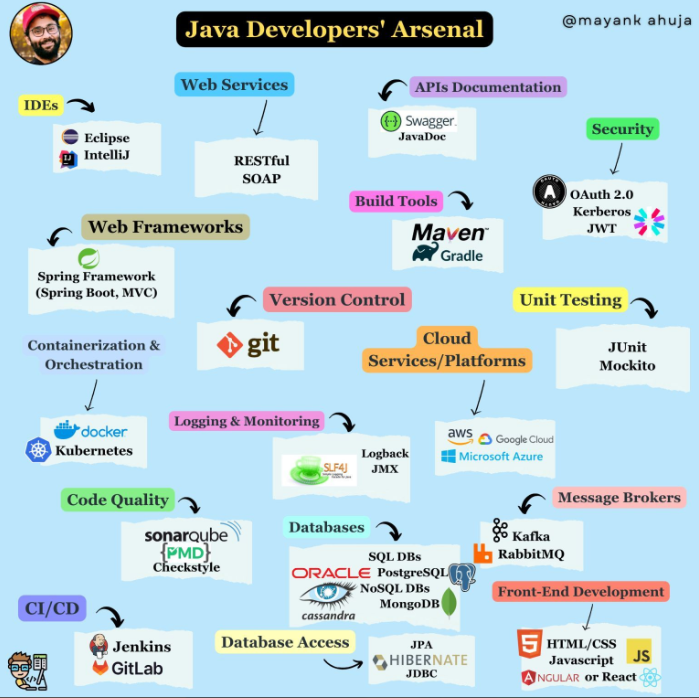 Java Developers' Arsenal
@mayank ahuja
IDEs
Eclipse
IntelliJ
Web Services
RESTful
SOAP
APIs Documentation
Swagger
JavaDoc
Security
OAuth 2.0
Kerberos
JWT
Build Tools
Maven™
Gradle
Web Frameworks
Spring Framework
(Spring Boot, MVC)
Version Control
git
Unit Testing
JUnit
Mockito
Containerization &
Orchestration
docker
Kubernetes
Cloud
Services/Platforms
aws Google Cloud
Microsoft Azure
Logging & Monitoring
SLF4J
Logback
JMX
Code Quality
sonarqube
{PMD}
Checkstyle
Databases
SQL DBs
ORACLE PostgreSQL
NoSQL DBs
cassandra MongoDB
Message Brokers
Kafka
RabbitMQ
CI/CD
Jenkins
GitLab
Database Access
JPA
HIBERNATE
JDBC
Front-End Development
5 HTML/CSS
Javascript JS
ANGULAR or React